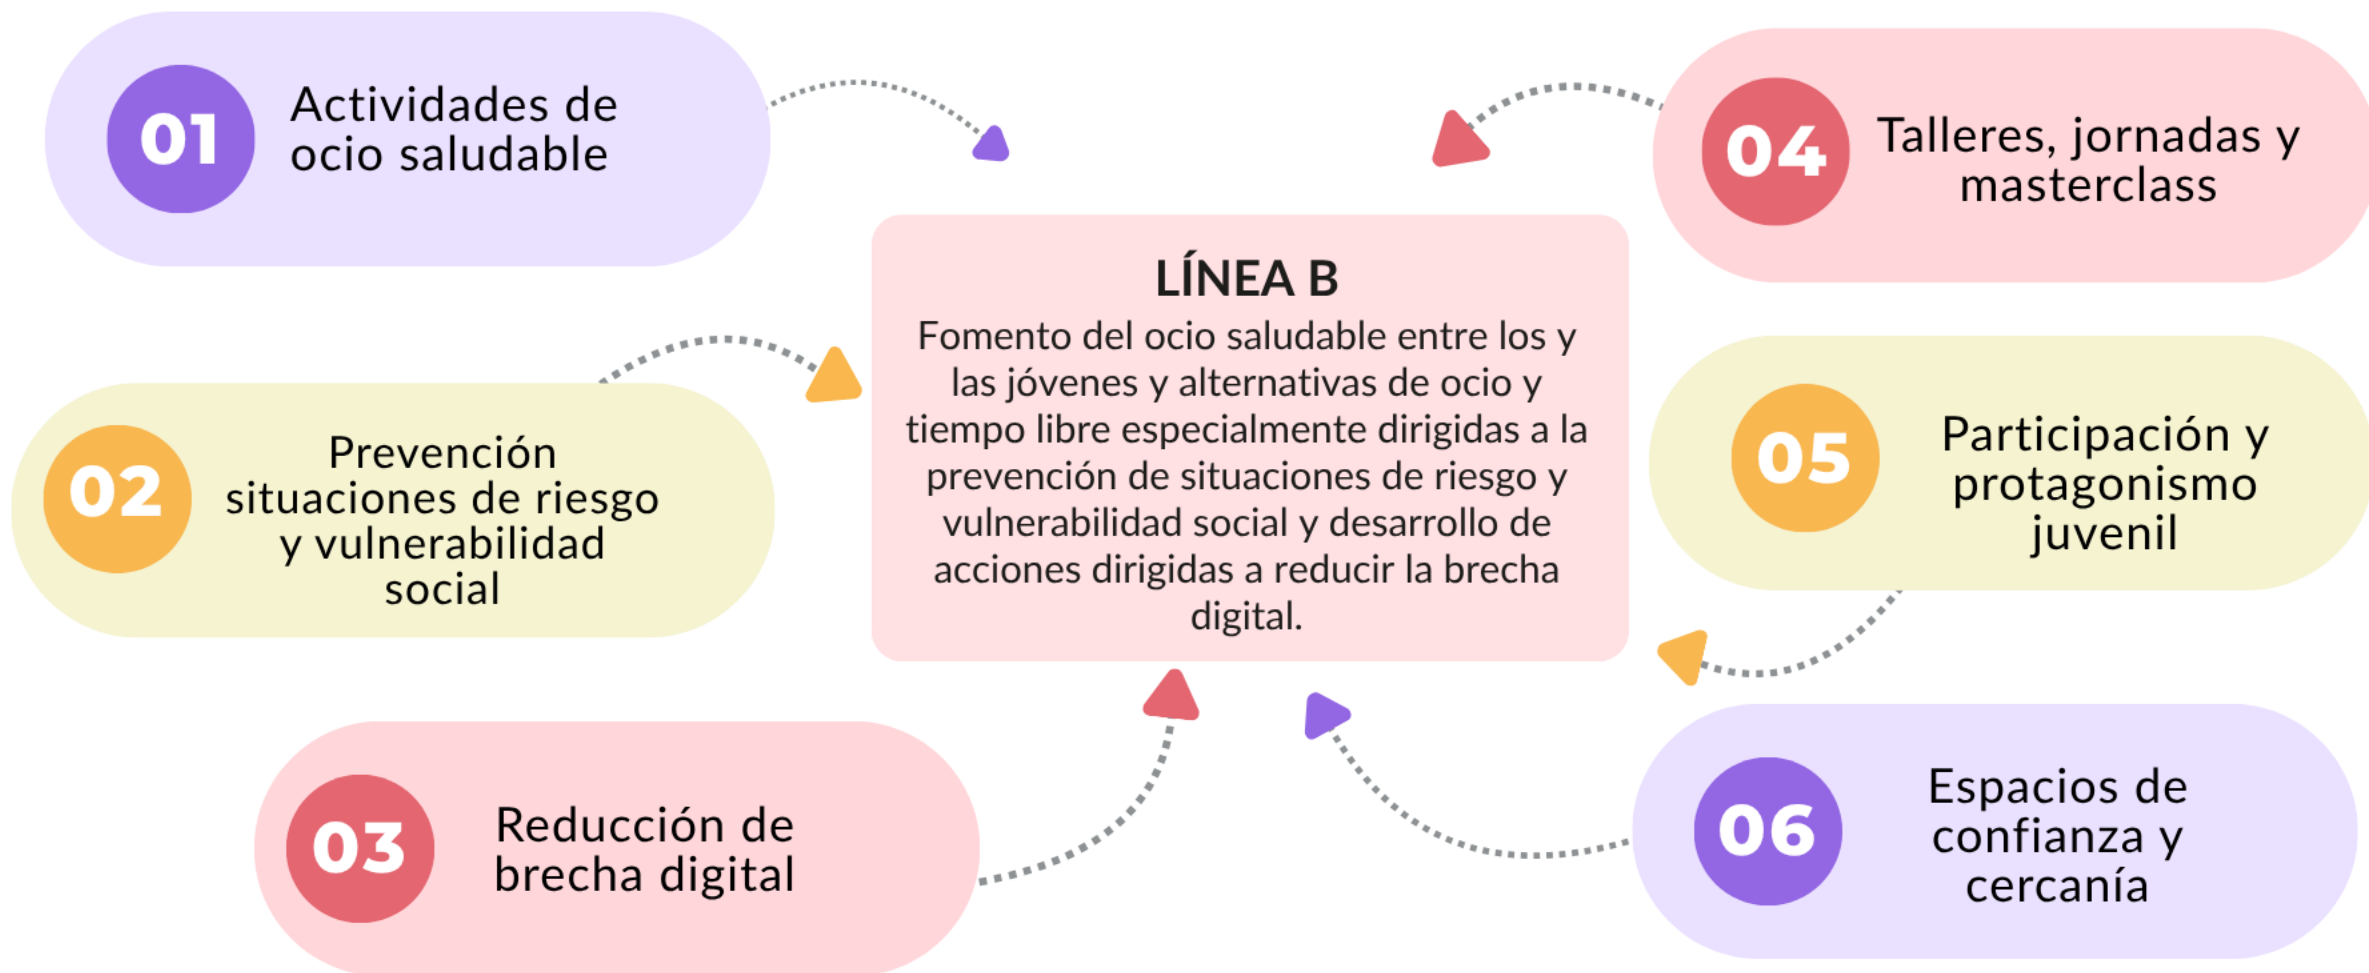 01
Actividades de
ocio saludable
02
Prevención
situaciones de riesgo
y vulnerabilidad
social
03
Reducción de
brecha digital
LÍNEA B
Fomento del ocio saludable entre los y
las jóvenes y alternativas de ocio y
tiempo libre especialmente dirigidas a la
prevención de situaciones de riesgo y
vulnerabilidad social y desarrollo de
acciones dirigidas a reducir la brecha
digital.
04
Talleres, jornadas y
masterclass
05
Participación y
protagonismo
juvenil
06
Espacios de
confianza y
cercanía